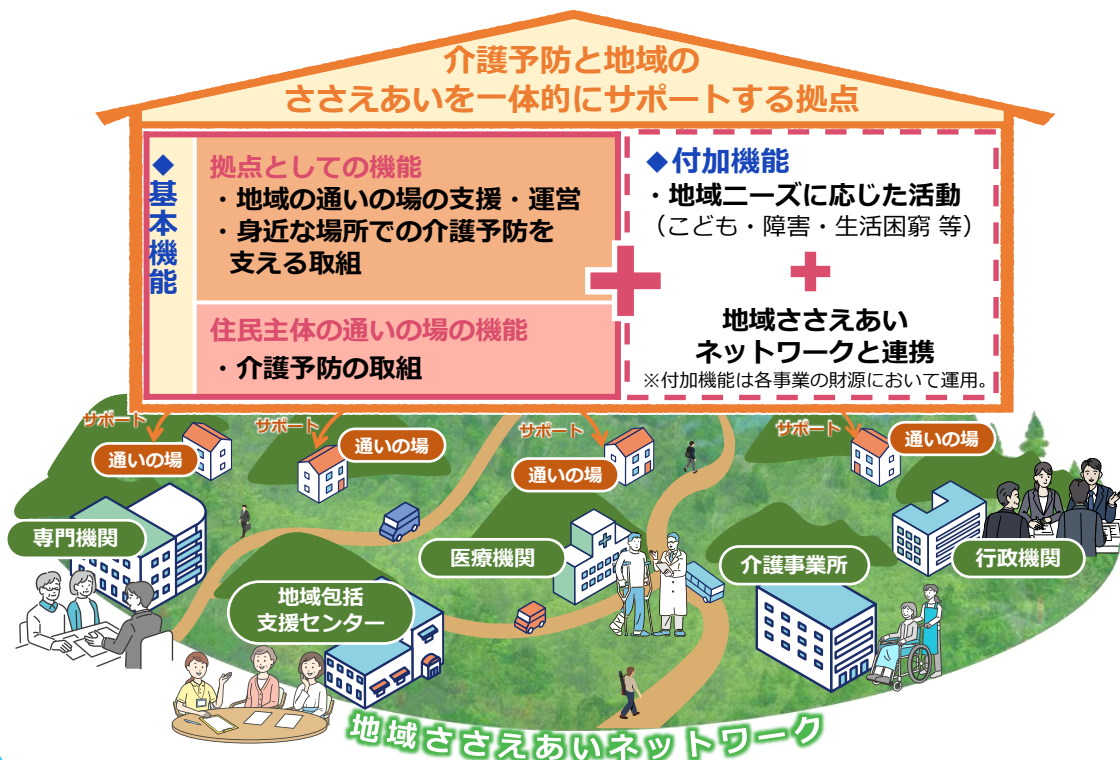 介護予防と地域の
ささえあいを一体的にサポートする拠点
◆基本機能
拠点としての機能
・地域の通いの場の支援・運営
・身近な場所での介護予防を
支える取組
住民主体の通いの場の機能
・介護予防の取組
+
◆付加機能
・地域ニーズに応じた活動
（こども・障害・生活困窮 等）
+
地域ささえあい
ネットワークと連携
※付加機能は各事業の財源において運用。
サポート
サポート
サポート
サポート
通いの場
通いの場
通いの場
通いの場
専門機関
医療機関
介護事業所
行政機関
地域包括
支援センター
地域ささえあいネットワーク